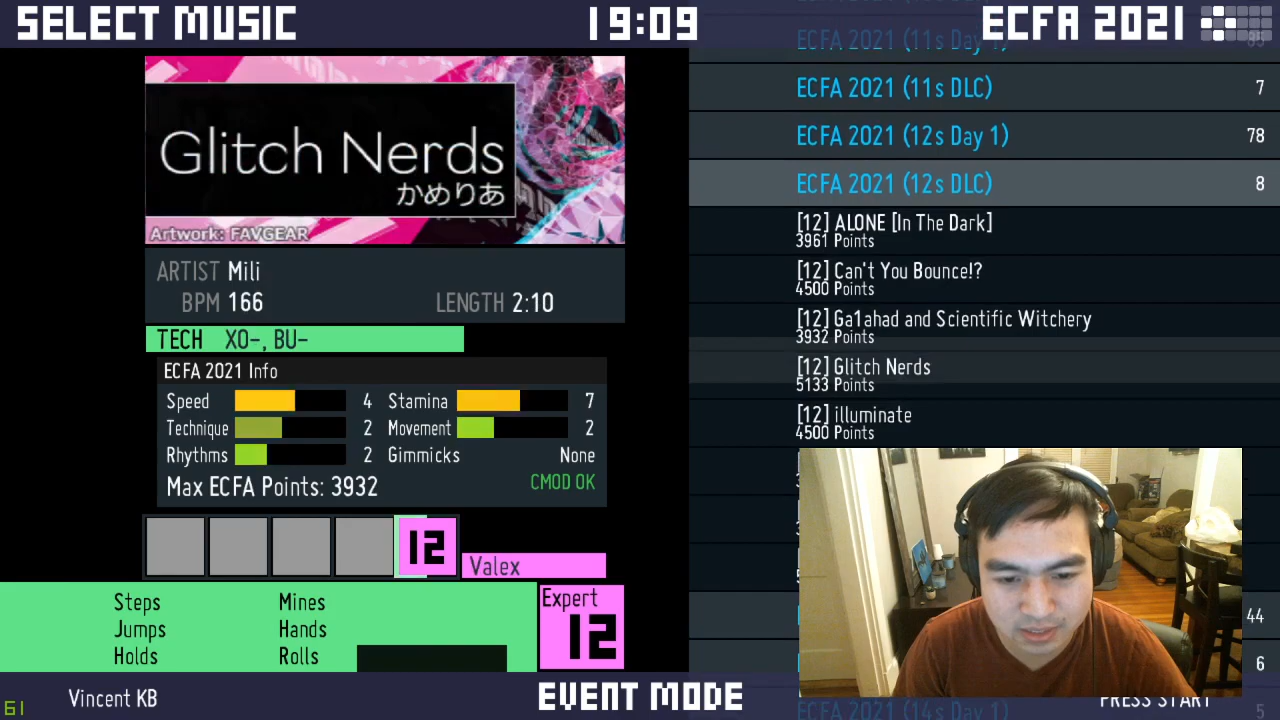 SELECT MUSIC
19:09
ECFA 2021
ECFA 2021 (11s Day 1)
ECFA 2021 (11s DLC)
7
ECFA 2021 (12s Day 1)
78
ECFA 2021 (12s DLC)
8
Glitch Nerds
かめりあ
Artwork: FAVGEAR
ARTIST Mili
BPM 166
LENGTH 2:10
TECH XO-, BU-
ECFA 2021 Info
Speed 4 Stamina 7
Technique 2 Movement 2
Rhythms 2 Gimmicks None
Max ECFA Points: 3932
CMOD OK
12
Valex
Steps Mines
Jumps Hands
Holds Rolls
Expert
12
[12] ALONE [In The Dark]
3961 Points
[12] Can't You Bounce!?
4500 Points
[12] Ga1ahad and Scientific Witchery
3932 Points
[12] Glitch Nerds
5133 Points
[12] illuminate
4500 Points
44
6
ECFA 2021 (14s Day 1)
5
61
Vincent KB
EVENT MODE
PRESS START